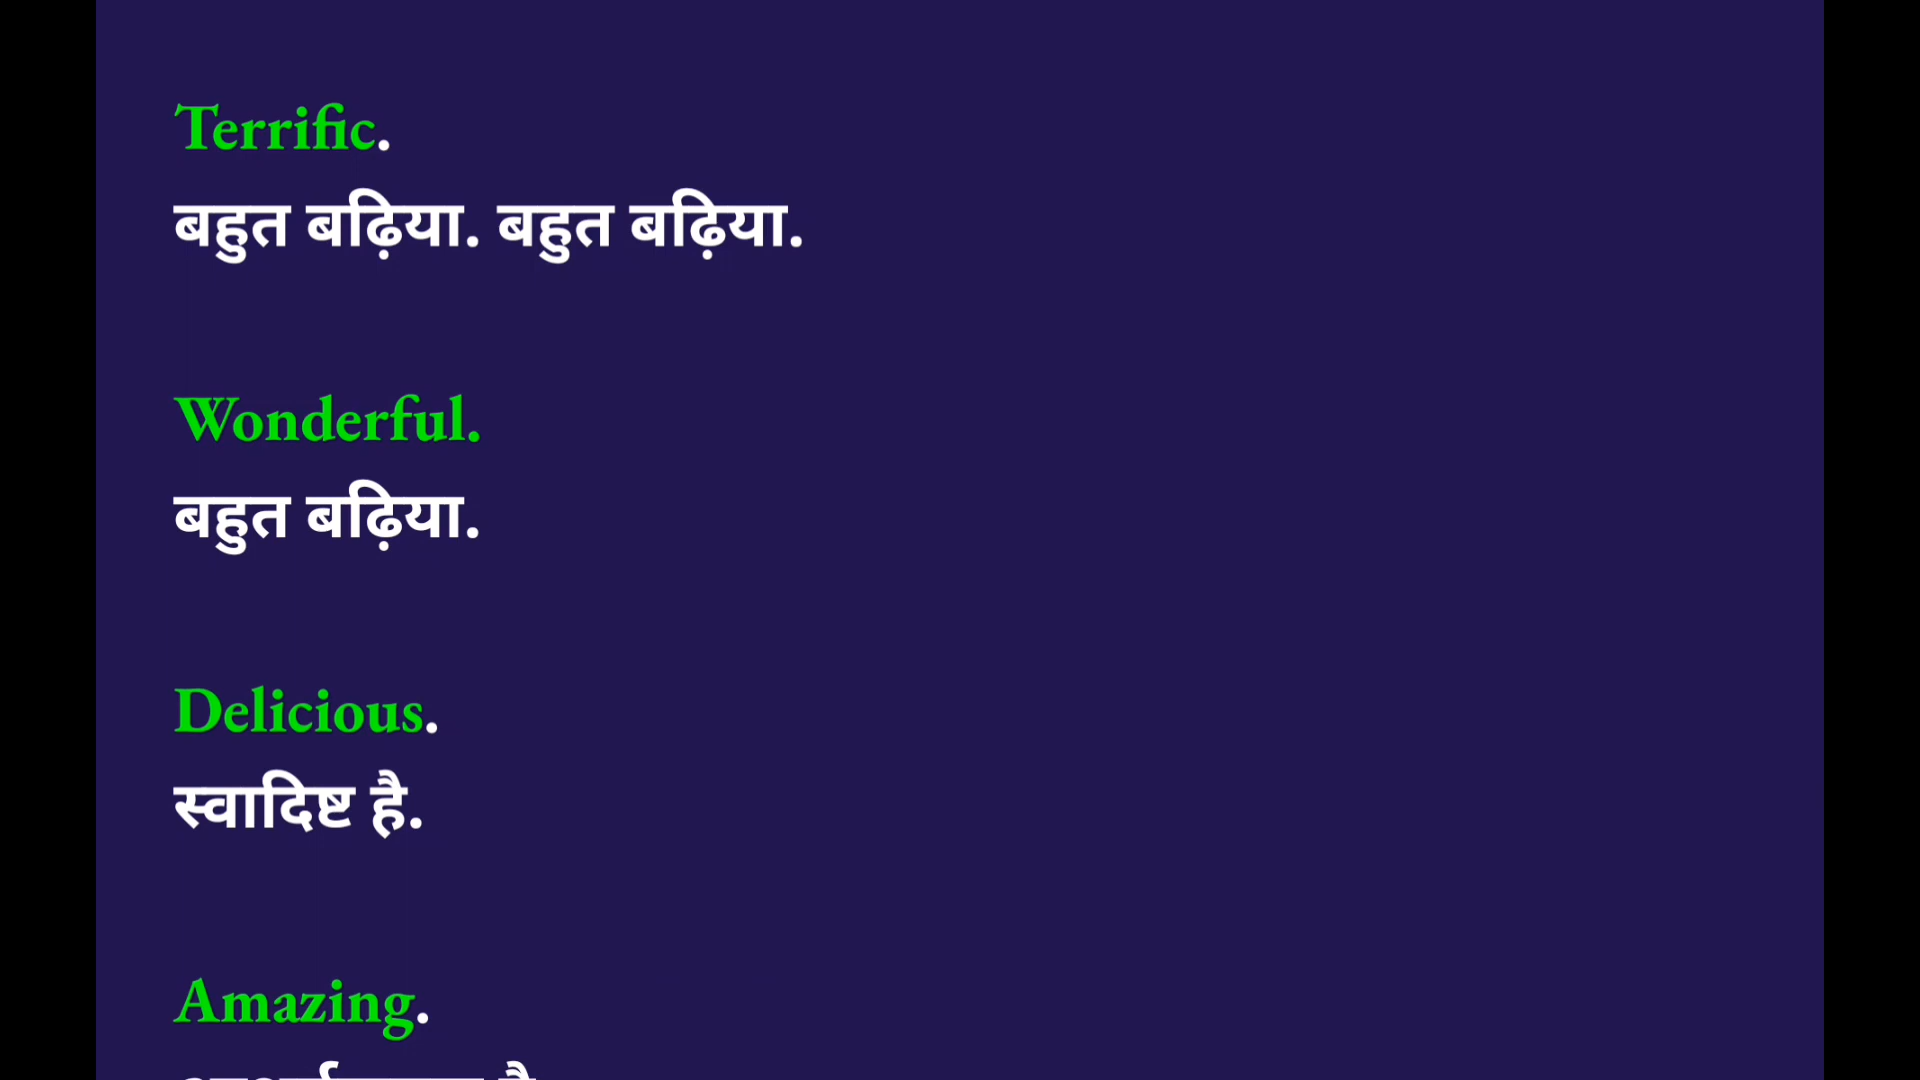 Terrific.
बहुत बढ़िया. बहुत बढ़िया.
Wonderful.
बहुत बढ़िया.
Delicious.
स्वादिष्ट है.
Amazing.